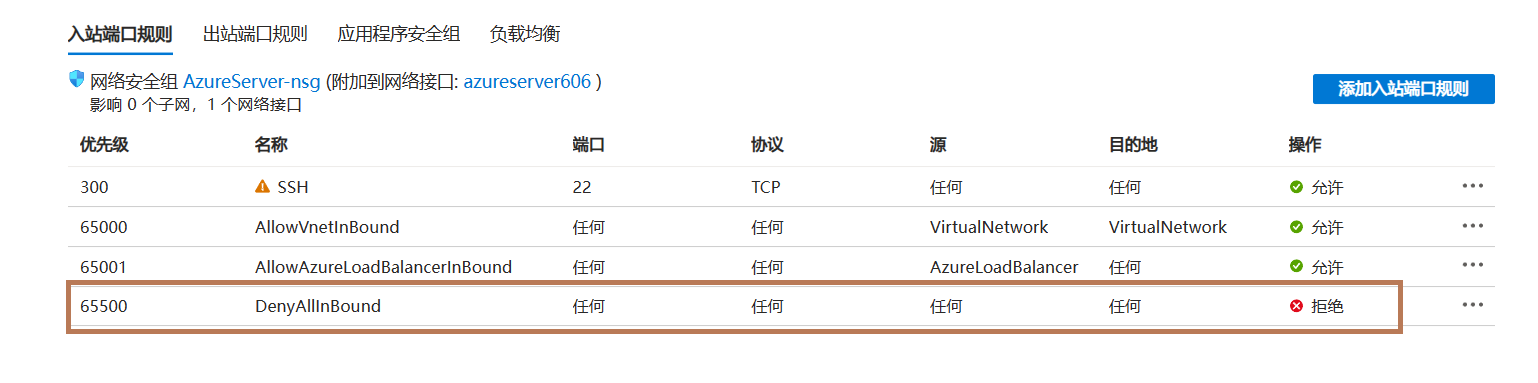 入站端口规则 出站端口规则 应用程序安全组 负载均衡
网络安全组 AzureServer-nsg (附加到网络接口: azureserver606 )
影响 0 个子网，1 个网络接口
添加入站端口规则
优先级 名称 端口 协议 源 目的地 操作
300 SSH 22 TCP 任何 任何 允许
65000 AllowVnetInBound 任何 任何 VirtualNetwork VirtualNetwork 允许
65001 AllowAzureLoadBalancerInBound 任何 任何 AzureLoadBalancer 任何 允许
65500 DenyAllInBound 任何 任何 任何 任何 拒绝